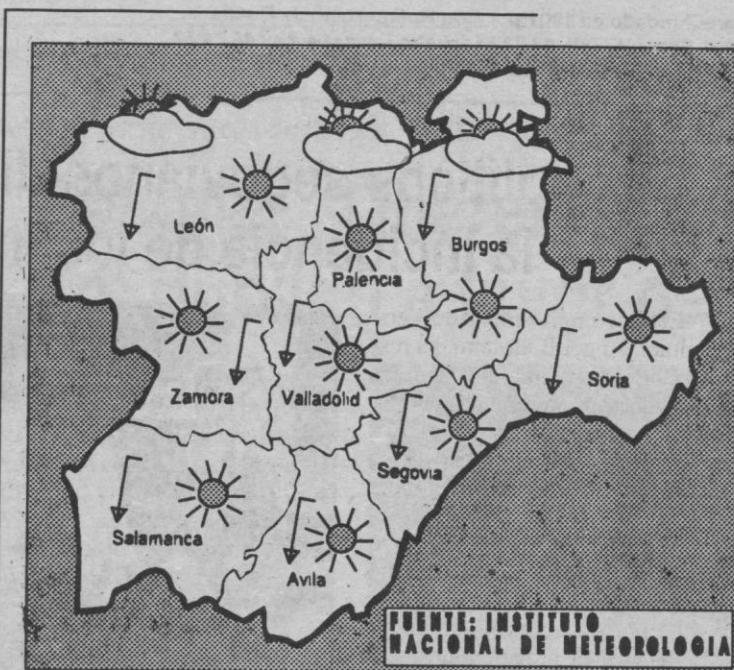 León
Burgos
Palencia
Soria
Zamora
Valladolid
Segovia
Salamanca
Avila
FUENTE: INSTITUTO
NACIONAL DE METEOROLOGIA